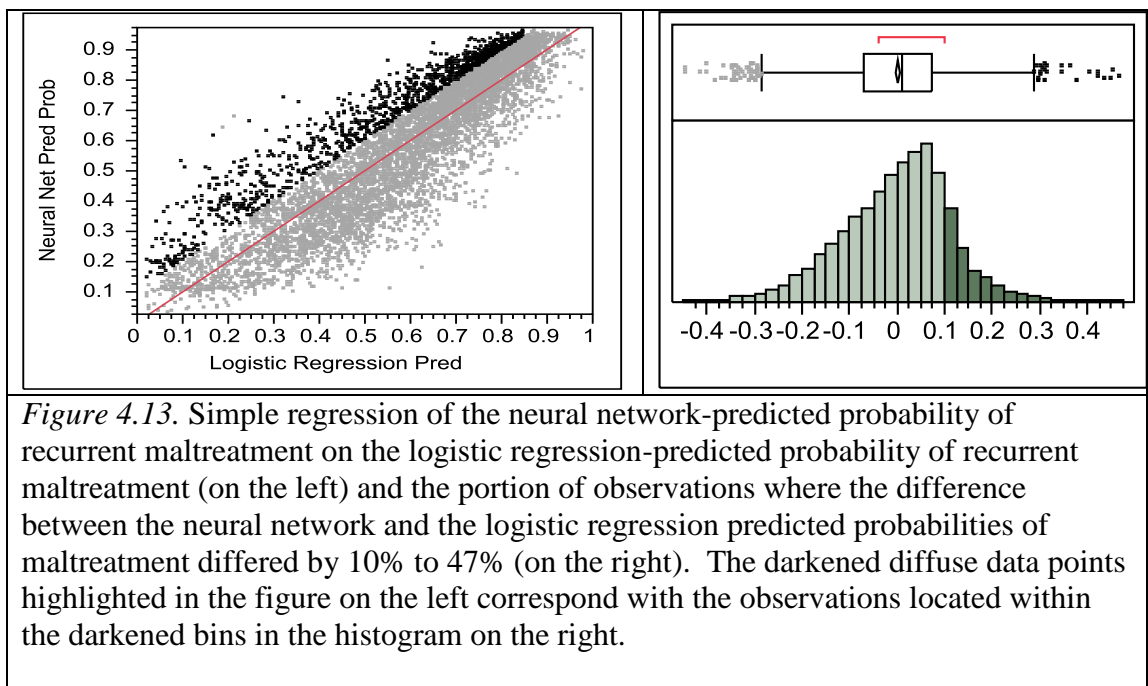 0.9
0.8
0.7
0.6
0.5
0.4
0.3
0.2
0.1
Neural Net Pred Prob
0 0.1 0.2 0.3 0.4 0.5 0.6 0.7 0.8 0.9 1
Logistic Regression Pred
-0.4 -0.3 -0.2 -0.1 0 0.1 0.2 0.3 0.4
Figure 4.13. Simple regression of the neural network-predicted probability of
recurrent maltreatment on the logistic regression-predicted probability of recurrent
maltreatment (on the left) and the portion of observations where the difference
between the neural network and the logistic regression predicted probabilities of
maltreatment differed by 10% to 47% (on the right). The darkened diffuse data points
highlighted in the figure on the left correspond with the observations located within
the darkened bins in the histogram on the right.